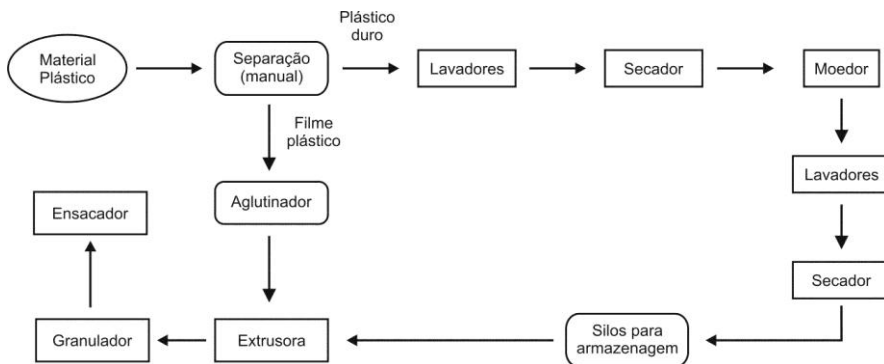 Material
Plástico
Separação
(manual)
Plástico
duro
Lavadores
Secador
Moedor
Filme
plástico
Lavadores
Aglutinador
Ensacador
Secador
Granulador
Extrusora
Silos para
armazenagem